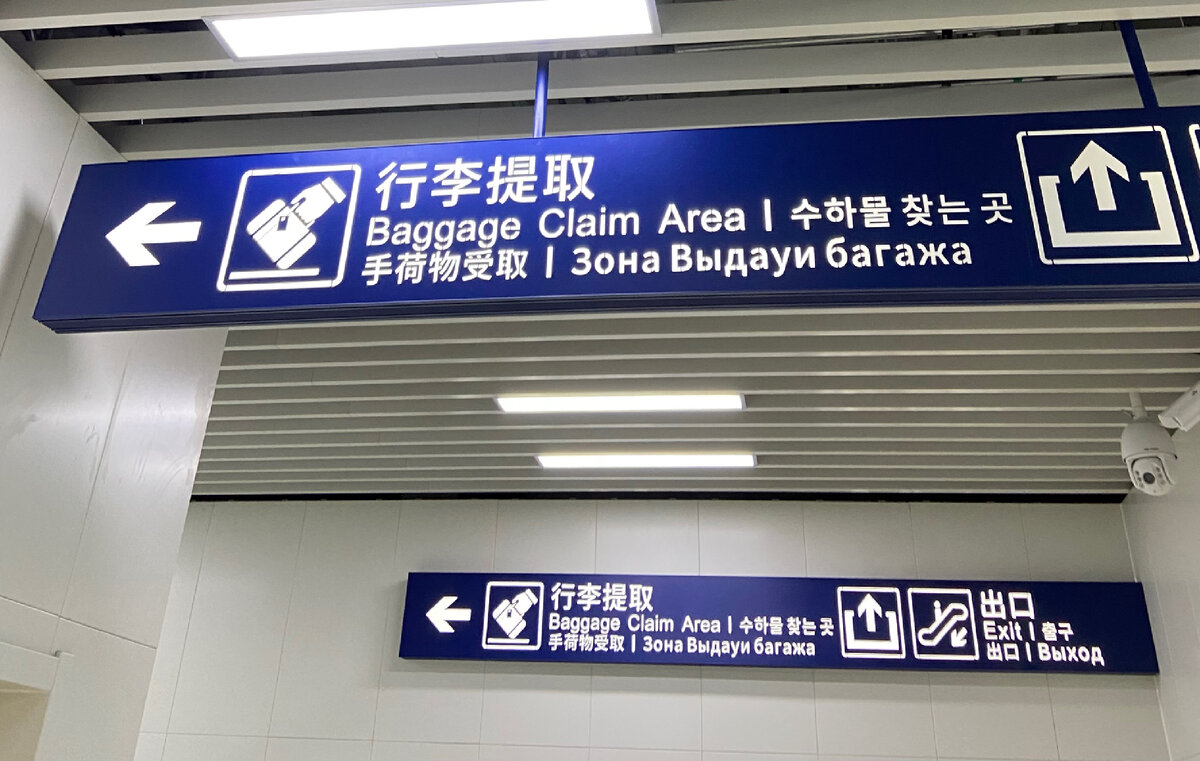 行李提取
Baggage Claim Area | 수하물 찾는 곳
手荷物受取 | Зона Выдауи багажа
行李提取
Baggage Claim Area | 수하물 찾는 곳
手荷物受取 | Зона Выдауи багажа
出口
Exit | 출구
出口 | Выход